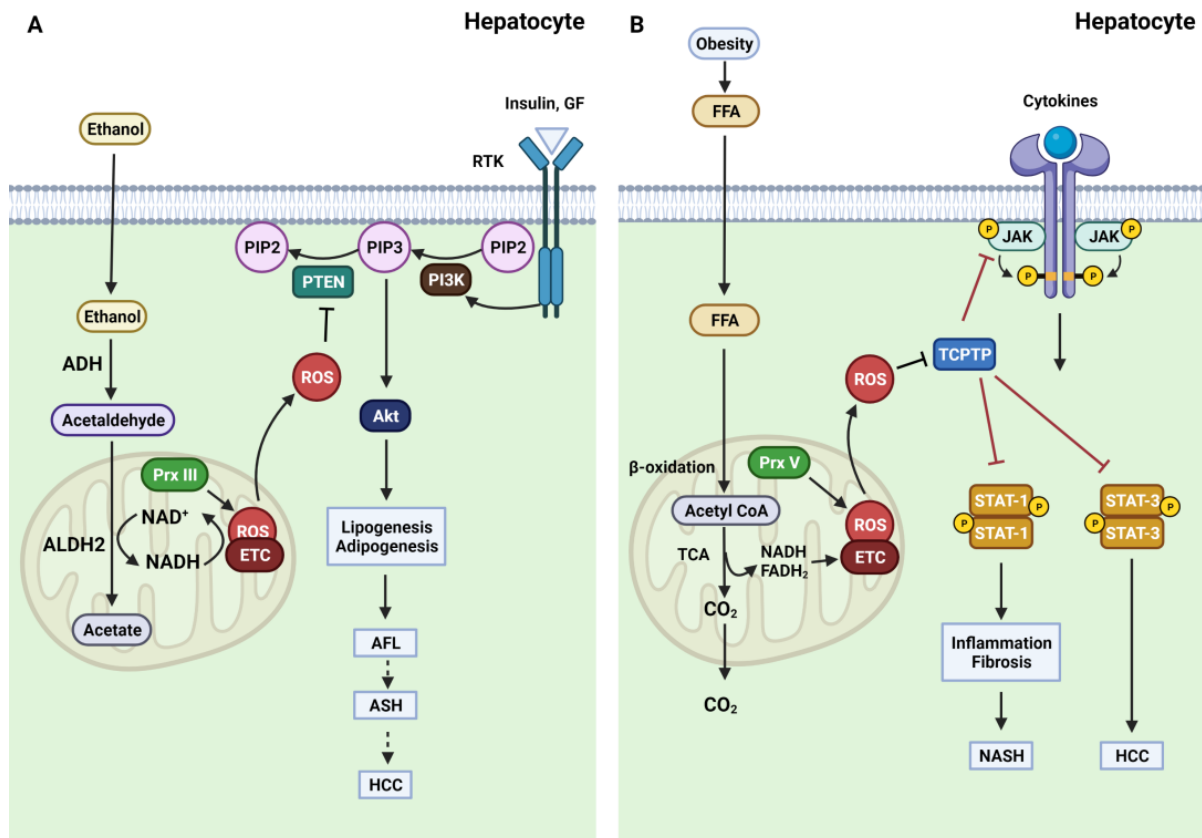 A
Hepatocyte
Ethanol
Insulin, GF
RTK
PIP2
PIP3
PIP2
PTEN
PI3K
Ethanol
ADH
ROS
Acetaldehyde
Akt
Prx III
NAD⁺
ROS
ALDH2
NADH
ETC
Lipogenesis
Adipogenesis
Acetate
AFL
ASH
HCC
B
Hepatocyte
Obesity
FFA
Cytokines
P
JAK
JAK
P
P
P
FFA
TCPTP
ROS
β-oxidation
Prx V
Acetyl CoA
ROS
TCA
NADH
FADH₂
ETC
CO₂
CO₂
STAT-1
P
P
STAT-1
STAT-3
P
P
STAT-3
Inflammation
Fibrosis
NASH
HCC